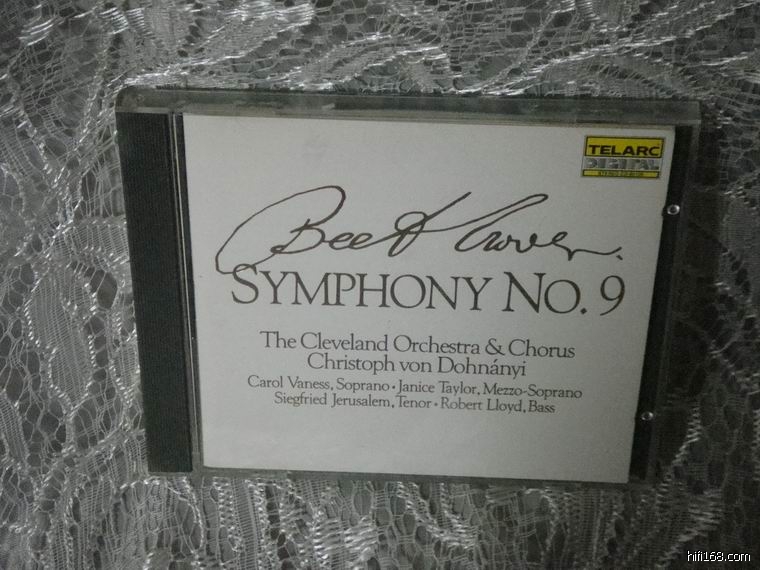 TELARC
DIGITAL
Beethoven
SYMPHONY NO. 9
The Cleveland Orchestra & Chorus
Christoph von Dohnányi
Carol Vaness, Soprano • Janice Taylor, Mezzo-Soprano
Siegfried Jerusalem, Tenor • Robert Lloyd, Bass
hifi168.com